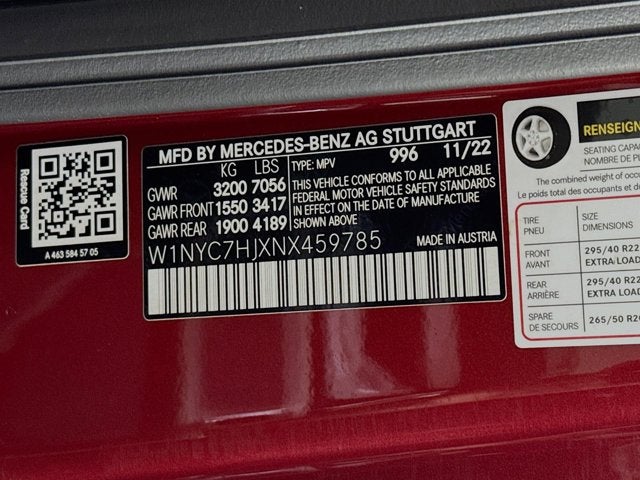 Rescue Card
A 463 584 57 05
MFD BY MERCEDES-BENZ AG STUTTGART
KG LBS TYPE: MPV 996 11/22
GVWR 3200 7056
GAWR FRONT 1550 3417
GAWR REAR 1900 4189
THIS VEHICLE CONFORMS TO ALL APPLICABLE
FEDERAL MOTOR VEHICLE SAFETY STANDARDS
IN EFFECT ON THE DATE OF MANUFACTURE
SHOWN ABOVE
W1NYC7HJXNX459785
MADE IN AUSTRIA
RENSEIGN
SEATING CAPA
NOMBRE DE P
The combined weight of occu
Le poids total des occupants et d
TIRE
PNEU
SIZE
DIMENSIONS
FRONT
AVANT
295/40 R22
EXTRA LOAD
REAR
ARRIÈRE
295/40 R22
EXTRA LOAD
SPARE
DE SECOURS
265/50 R20